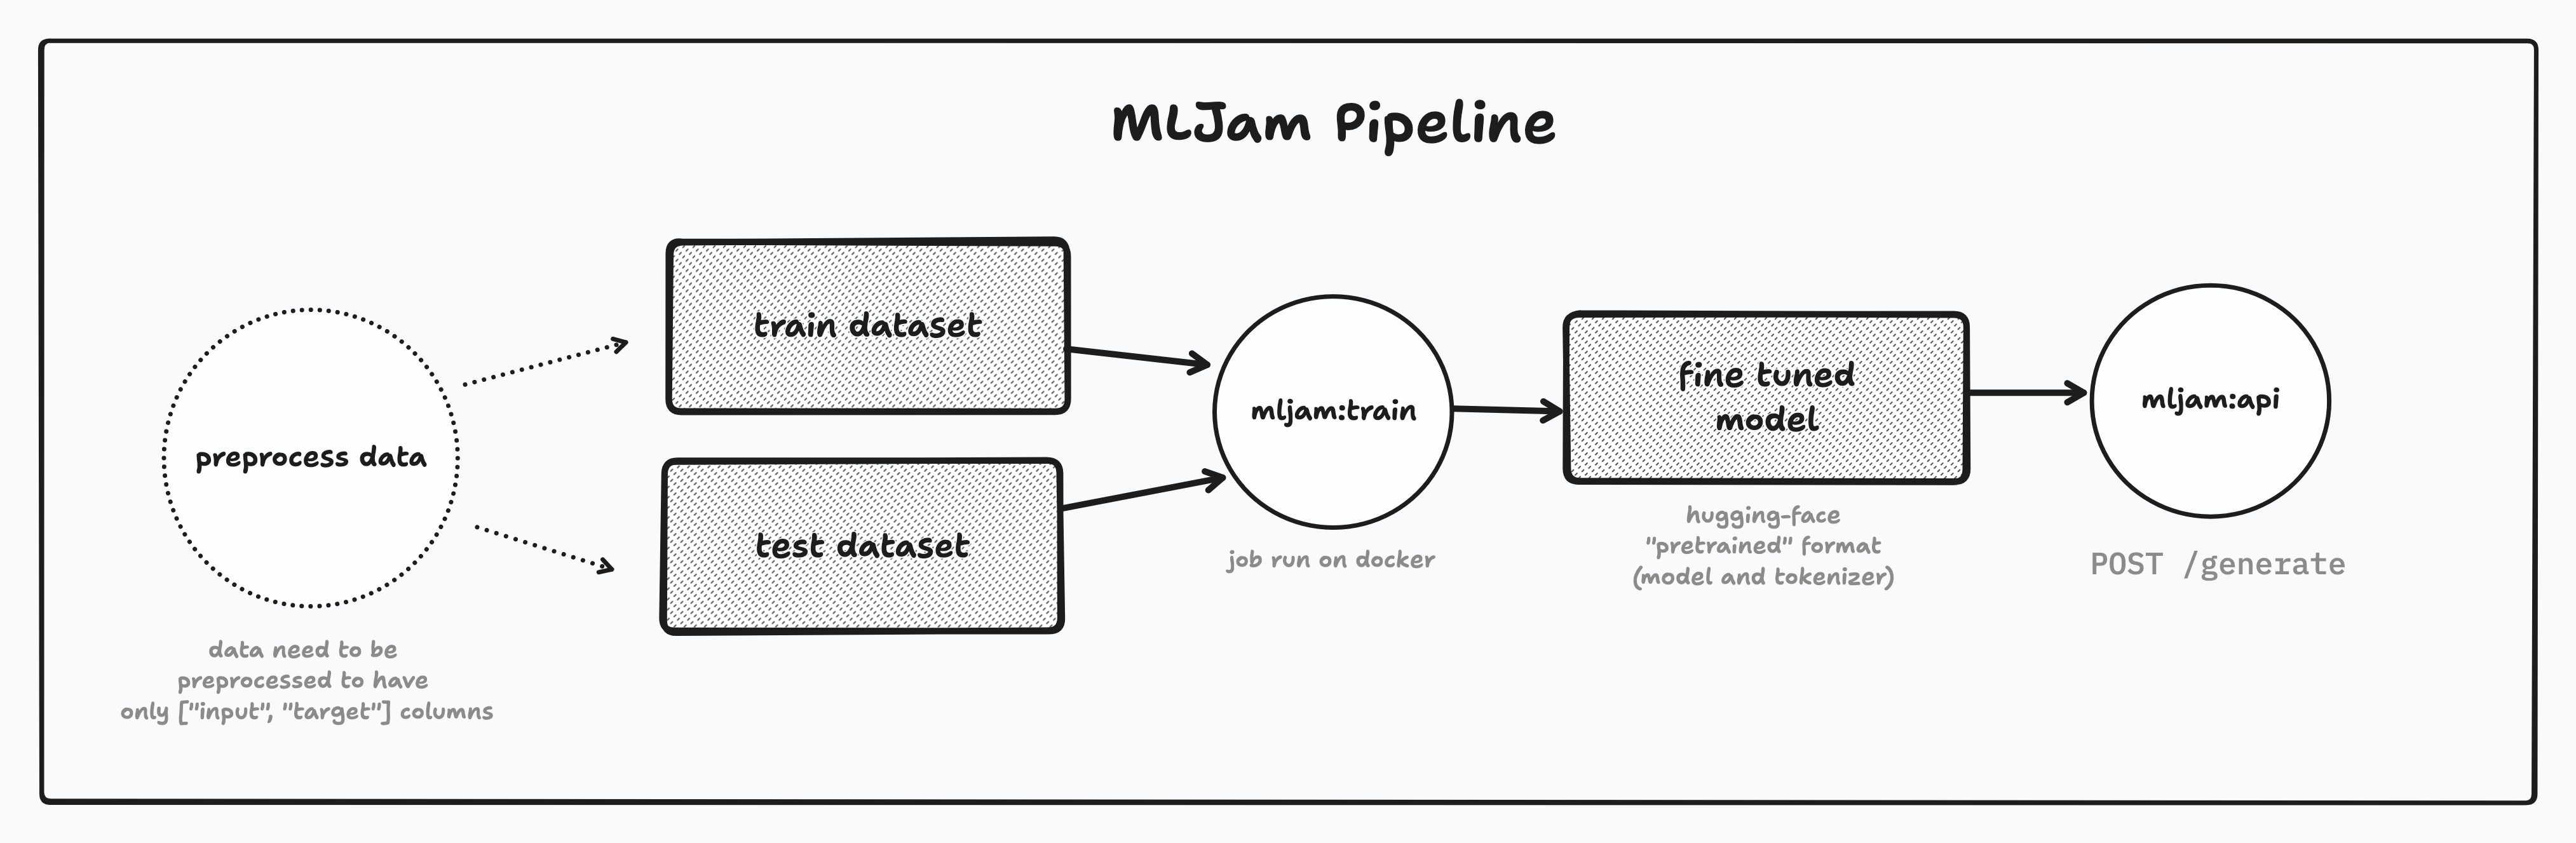 MLJam Pipeline
preprocess data
data need to be
preprocessed to have
only ["input", "target"] columns
train dataset
test dataset
mljam:train
job run on docker
fine tuned
model
hugging-face
"pretrained" format
(model and tokenizer)
mljam:api
POST /generate